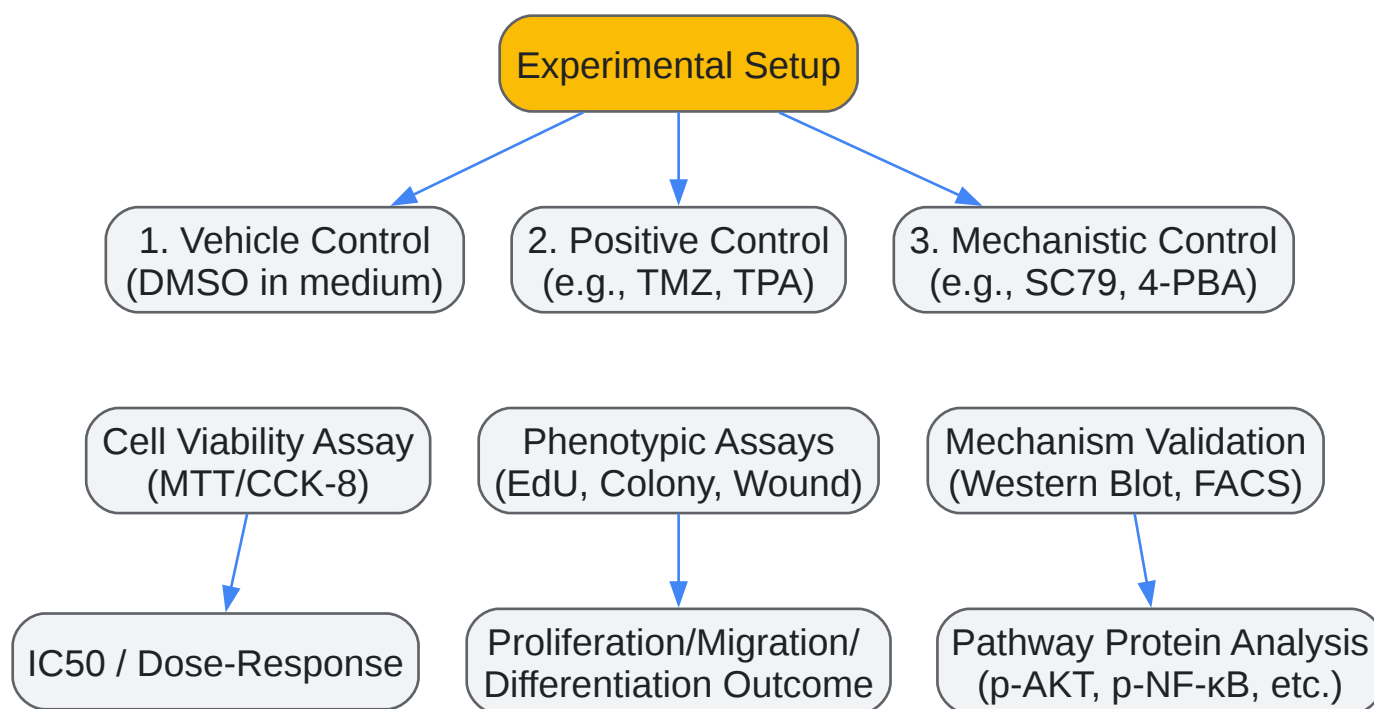 Experimental Setup
1. Vehicle Control
(DMSO in medium)
2. Positive Control
(e.g., TMZ, TPA)
3. Mechanistic Control
(e.g., SC79, 4-PBA)
Cell Viability Assay
(MTT/CCK-8)
Phenotypic Assays
(EdU, Colony, Wound)
Mechanism Validation
(Western Blot, FACS)
IC50 / Dose-Response
Proliferation/Migration/
Differentiation Outcome
Pathway Protein Analysis
(p-AKT, p-NF-κB, etc.)